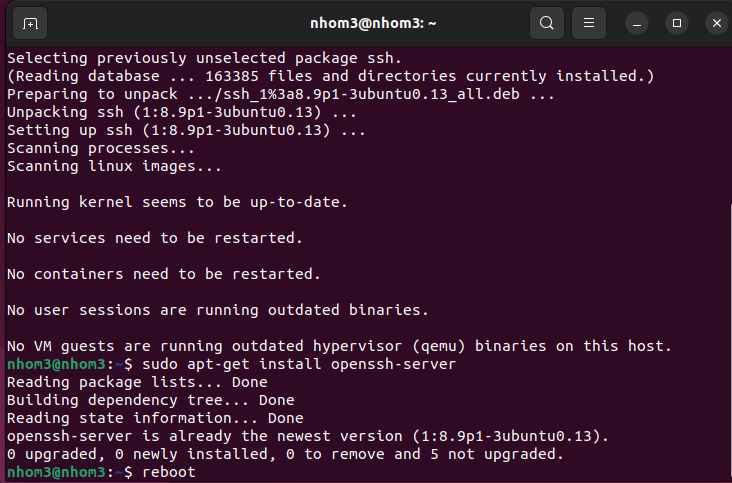 nhom3@nhom3: ~
Selecting previously unselected package ssh.
(Reading database ... 163385 files and directories currently installed.)
Preparing to unpack .../ssh_1%3a8.9p1-3ubuntu0.13_all.deb ...
Unpacking ssh (1:8.9p1-3ubuntu0.13) ...
Setting up ssh (1:8.9p1-3ubuntu0.13) ...
Scanning processes...
Scanning linux images...
Running kernel seems to be up-to-date.
No services need to be restarted.
No containers need to be restarted.
No user sessions are running outdated binaries.
No VM guests are running outdated hypervisor (qemu) binaries on this host.
nhom3@nhom3:~$ sudo apt-get install openssh-server
Reading package lists... Done
Building dependency tree... Done
Reading state information... Done
openssh-server is already the newest version (1:8.9p1-3ubuntu0.13).
0 upgraded, 0 newly installed, 0 to remove and 5 not upgraded.
nhom3@nhom3:~$ reboot